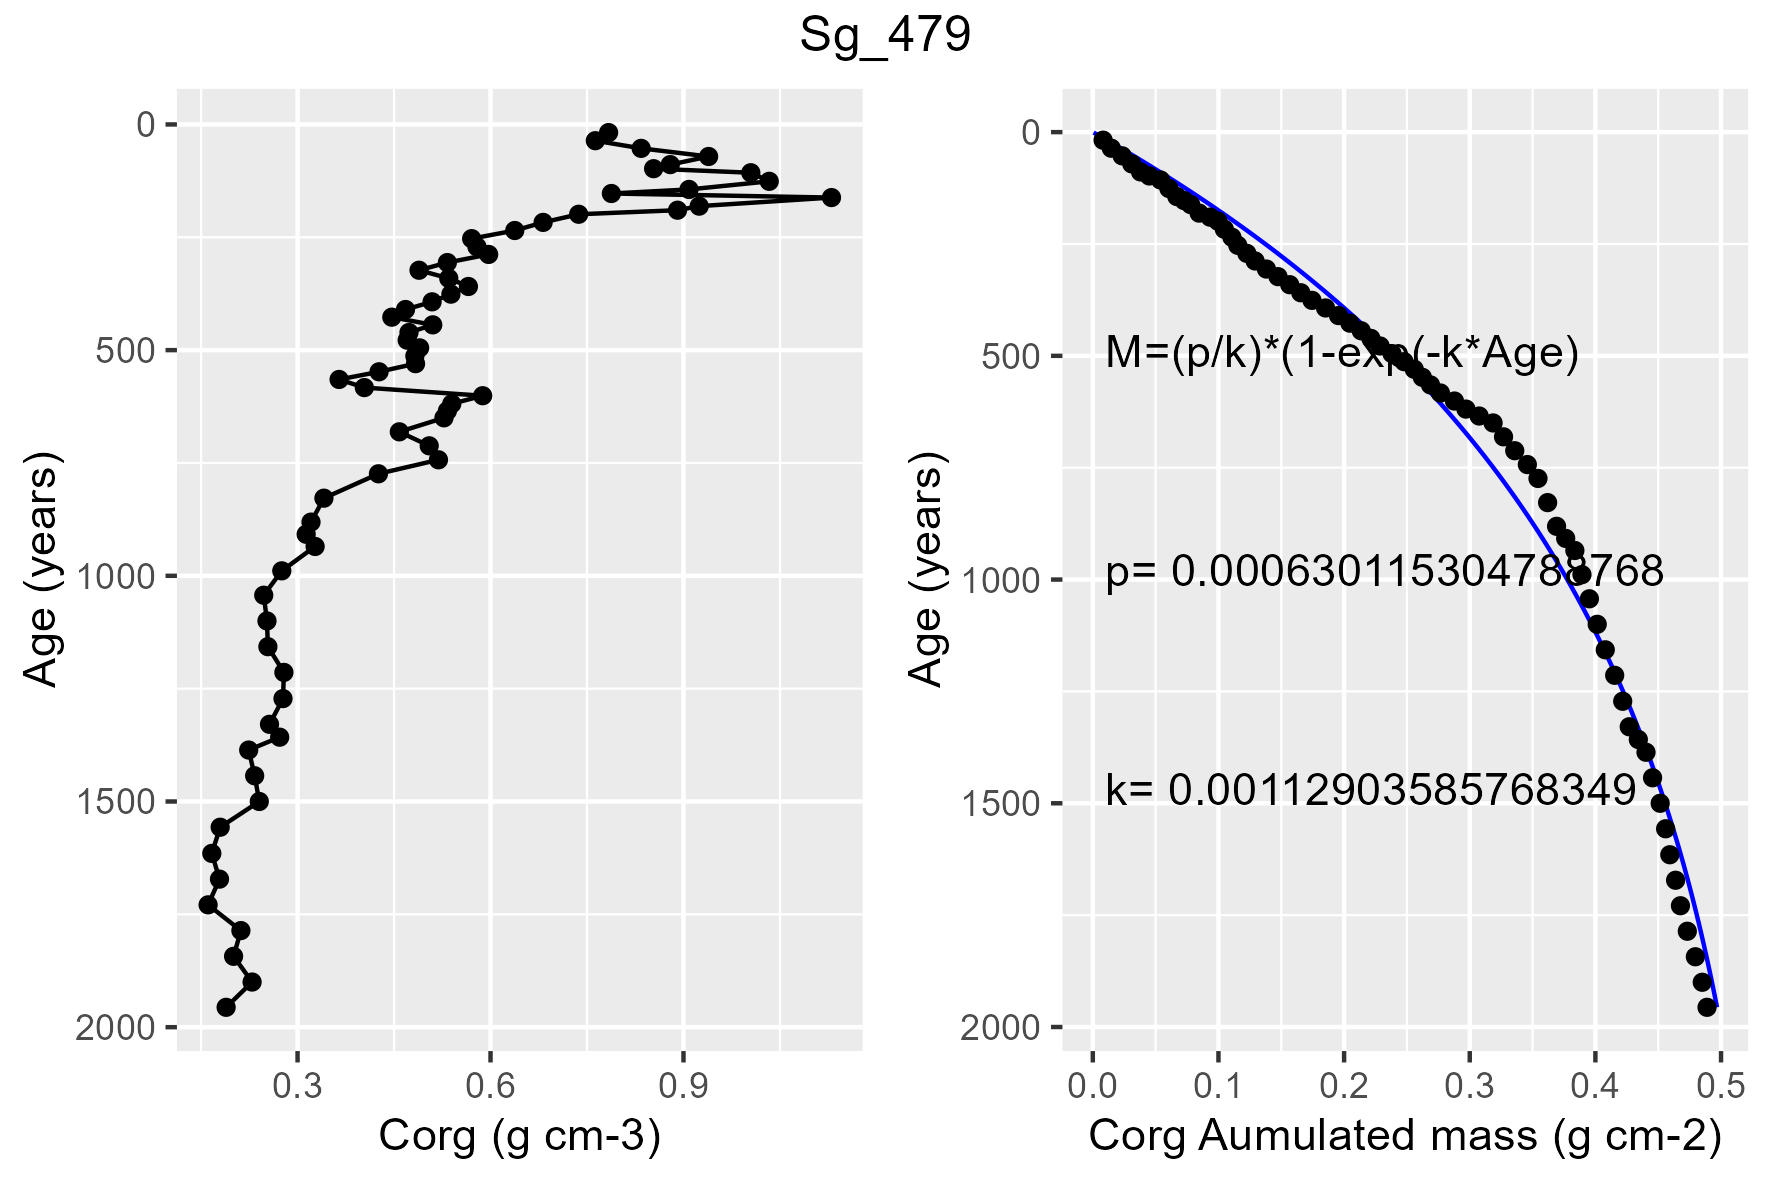 Sg_479
Age (years)
0
500
1000
1500
2000
0.3
0.6
0.9
Corg (g cm-3)
Age (years)
0
500
1000
1500
2000
M=(p/k)*(1-exp(-k*Age)
p=
k= 0.00112903585768349
0.0
0.1
0.2
0.3
0.4
0.5
Corg Aumulated mass (g cm-2)